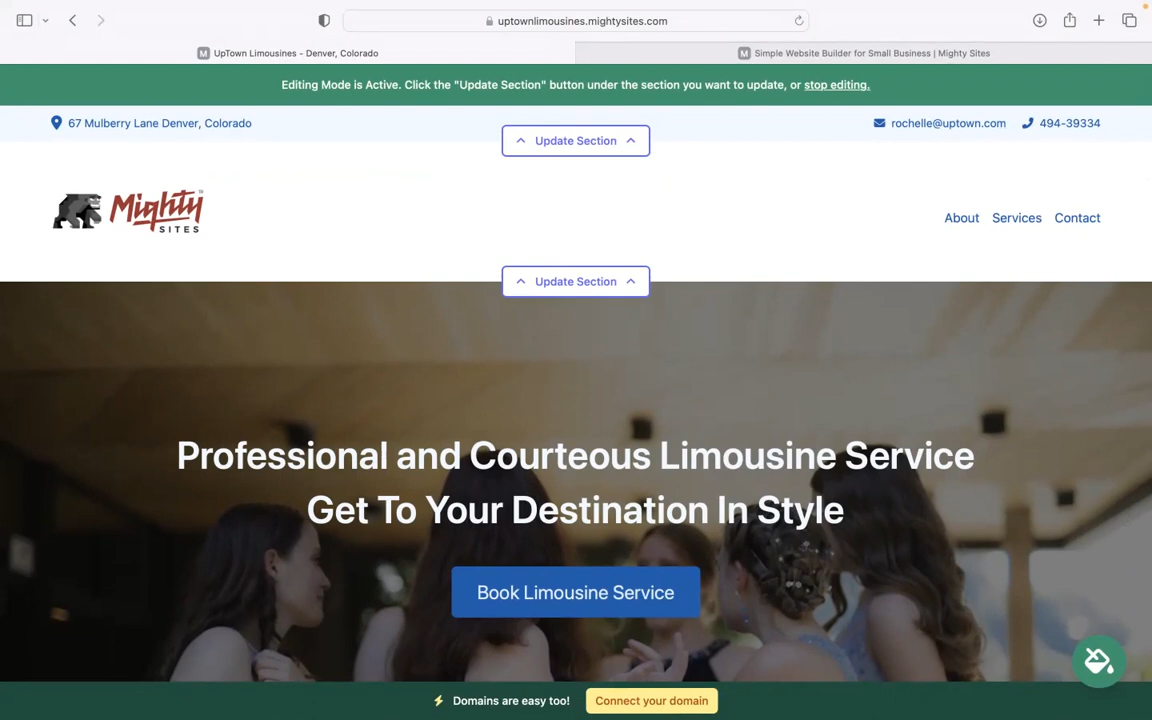 uptownlimousines.mightysites.com
M UpTown Limousines - Denver, Colorado
M Simple Website Builder for Small Business | Mighty Sites
Editing Mode is Active. Click the "Update Section" button under the section you want to update, or stop editing.
67 Mulberry Lane Denver, Colorado
rochelle@uptown.com 494-39334
Update Section
Mighty™
SITES
About Services Contact
Update Section
Professional and Courteous Limousine Service
Get To Your Destination In Style
Book Limousine Service
Domains are easy too! Connect your domain